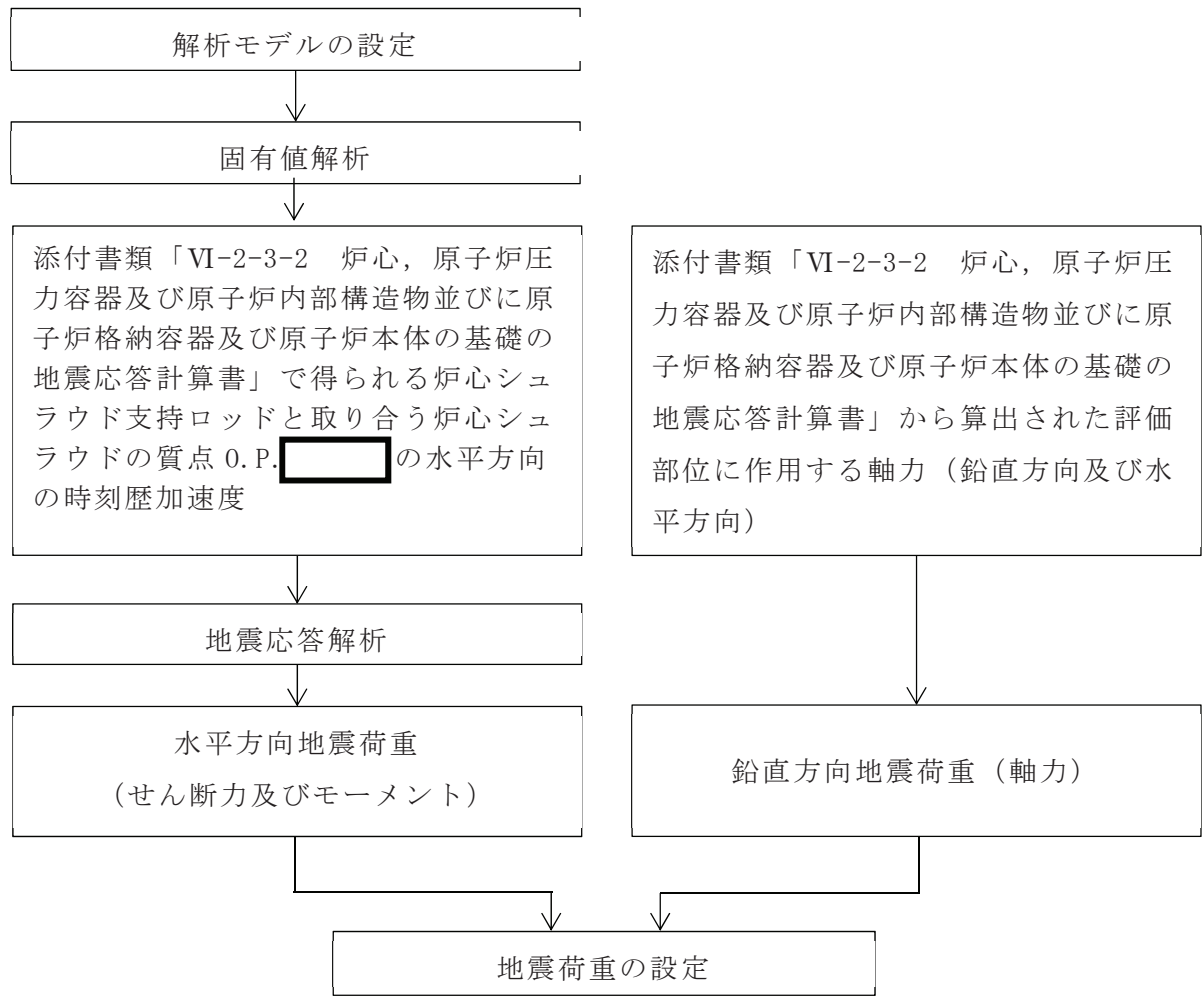 解析モデルの設定
固有値解析
添付書類「Ⅵ-2-3-2　炉心，原子炉圧
力容器及び原子炉内部構造物並びに原
子炉格納容器及び原子炉本体の基礎の
地震応答計算書」で得られる炉心シュ
ラウド支持ロッドと取り合う炉心シュ
ラウドの質点 O.P.の水平方向
の時刻歴加速度
地震応答解析
水平方向地震荷重
（せん断力及びモーメント）
添付書類「Ⅵ-2-3-2　炉心，原子炉圧
力容器及び原子炉内部構造物並びに原
子炉格納容器及び原子炉本体の基礎の
地震応答計算書」から算出された評価
部位に作用する軸力（鉛直方向及び水
平方向）
鉛直方向地震荷重（軸力）
地震荷重の設定